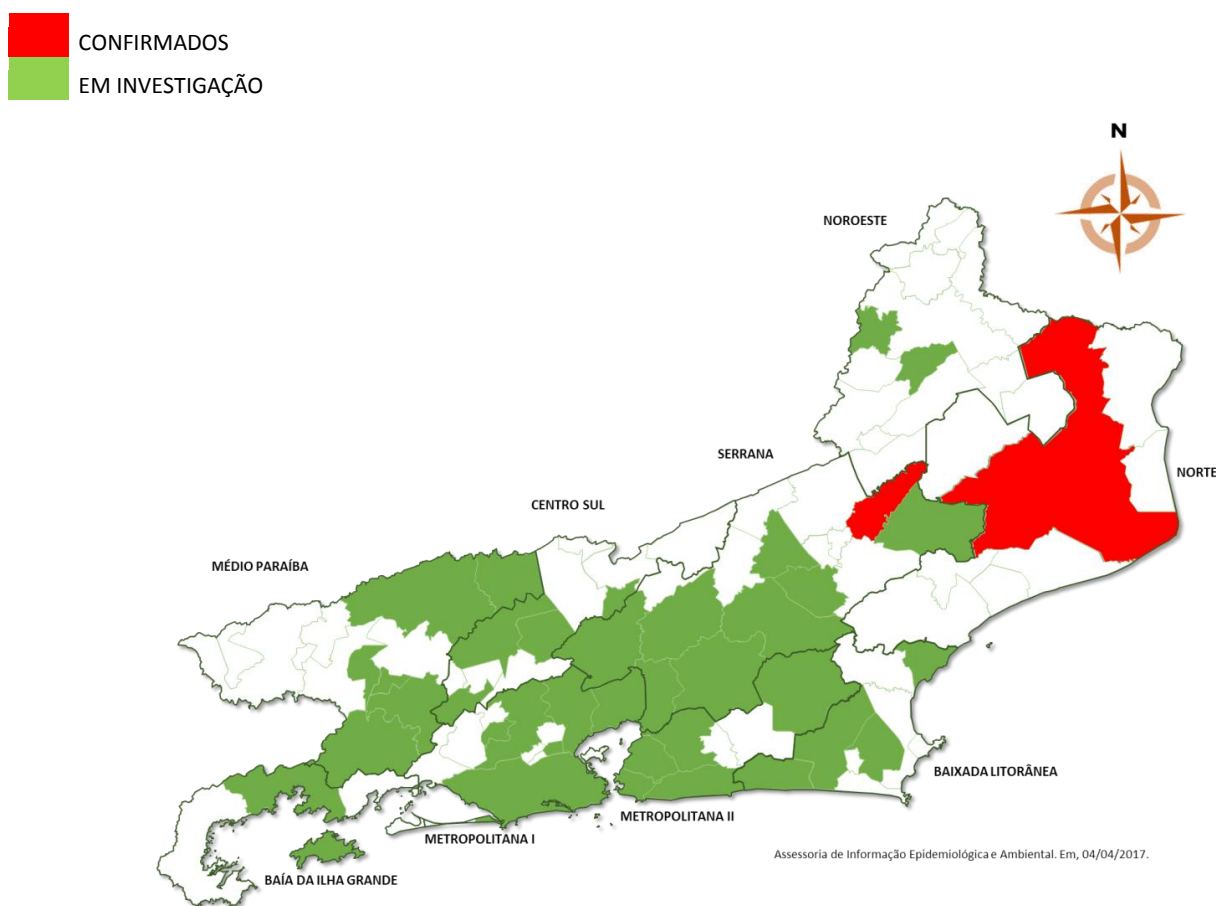 CONFIRMADOS
EM INVESTIGAÇÃO
N
NOROESTE
SERRANA
NORTE
CENTRO SUL
MÉDIO PARAÍBA
BAIXADA LITORÂNEA
METROPOLITANA II
METROPOLITANA I
Assessoria de Informação Epidemiológica e Ambiental. Em, 04/04/2017.
BAÍA DA ILHA GRANDE